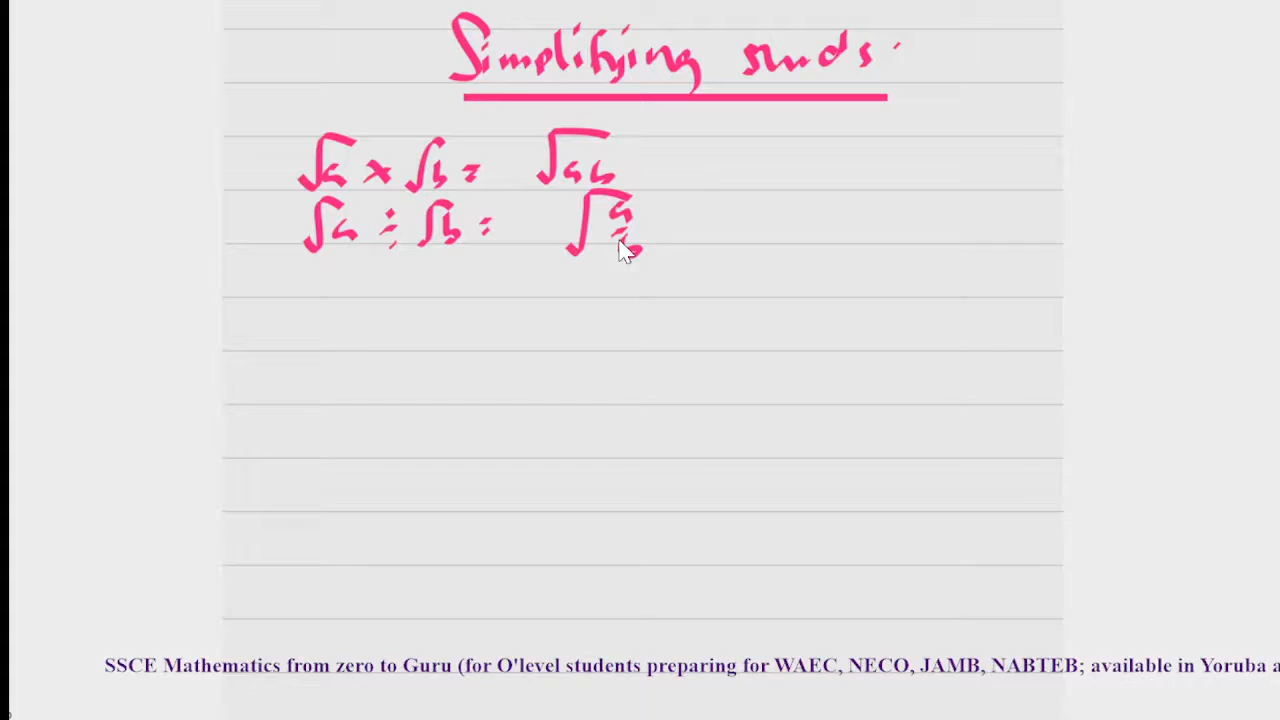 Simplifying surds.
√a × √b = √ab
√a ÷ √b = √a/b
SSCE Mathematics from zero to Guru (for O'level students preparing for WAEC, NECO, JAMB, NABTEB; available in Yoruba a